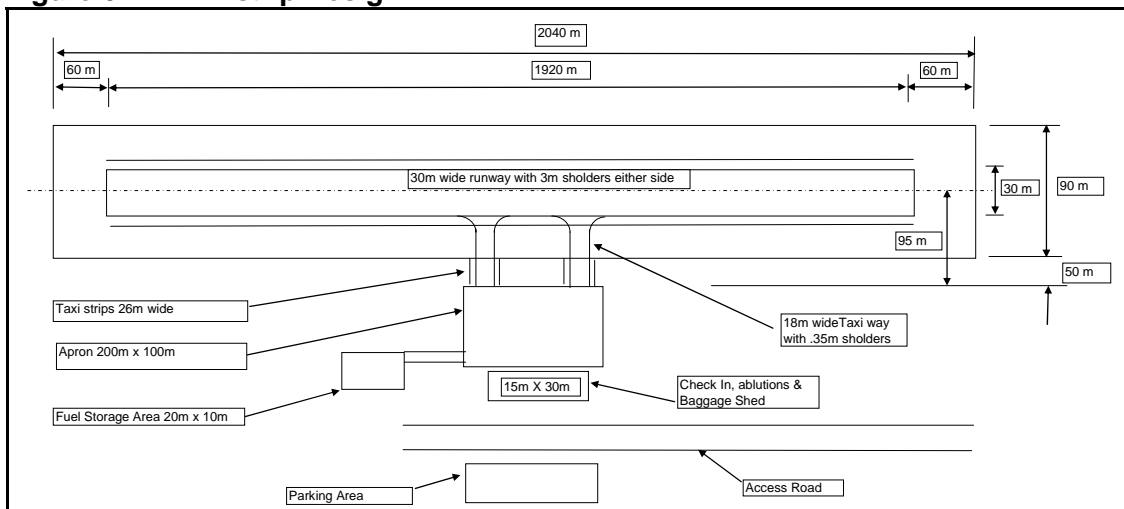 2040 m
60 m
1920 m
60 m
30m wide runway with 3m sholders either side
30 m
90 m
95 m
50 m
Taxi strips 26m wide
18m wideTaxi way
with .35m sholders
Apron 200m x 100m
15m X 30m
Check In, ablutions &
Baggage Shed
Fuel Storage Area 20m x 10m
Parking Area
Access Road